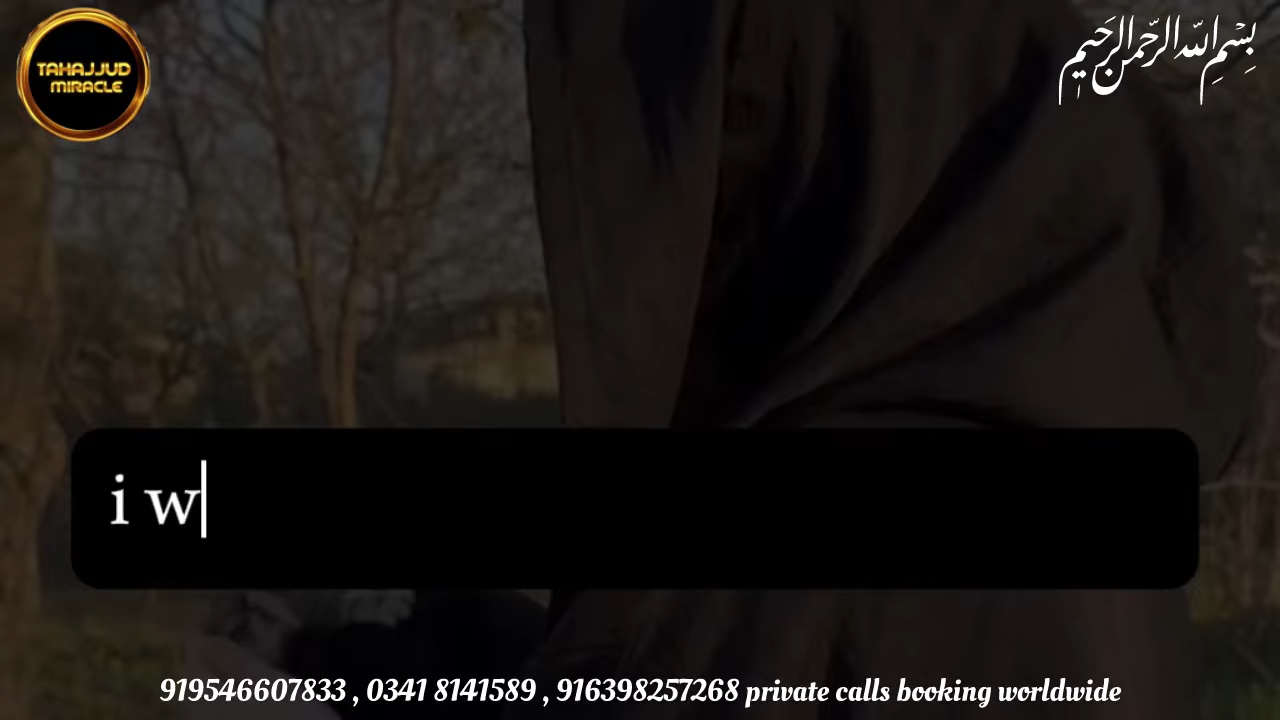 TAHAJJUD
MIRACLE
بِسْمِ اللّٰهِ الرَّحْمٰنِ الرَّحِيْمِ
i w
919546607833 , 0341 8141589 , 916398257268 private calls booking worldwide